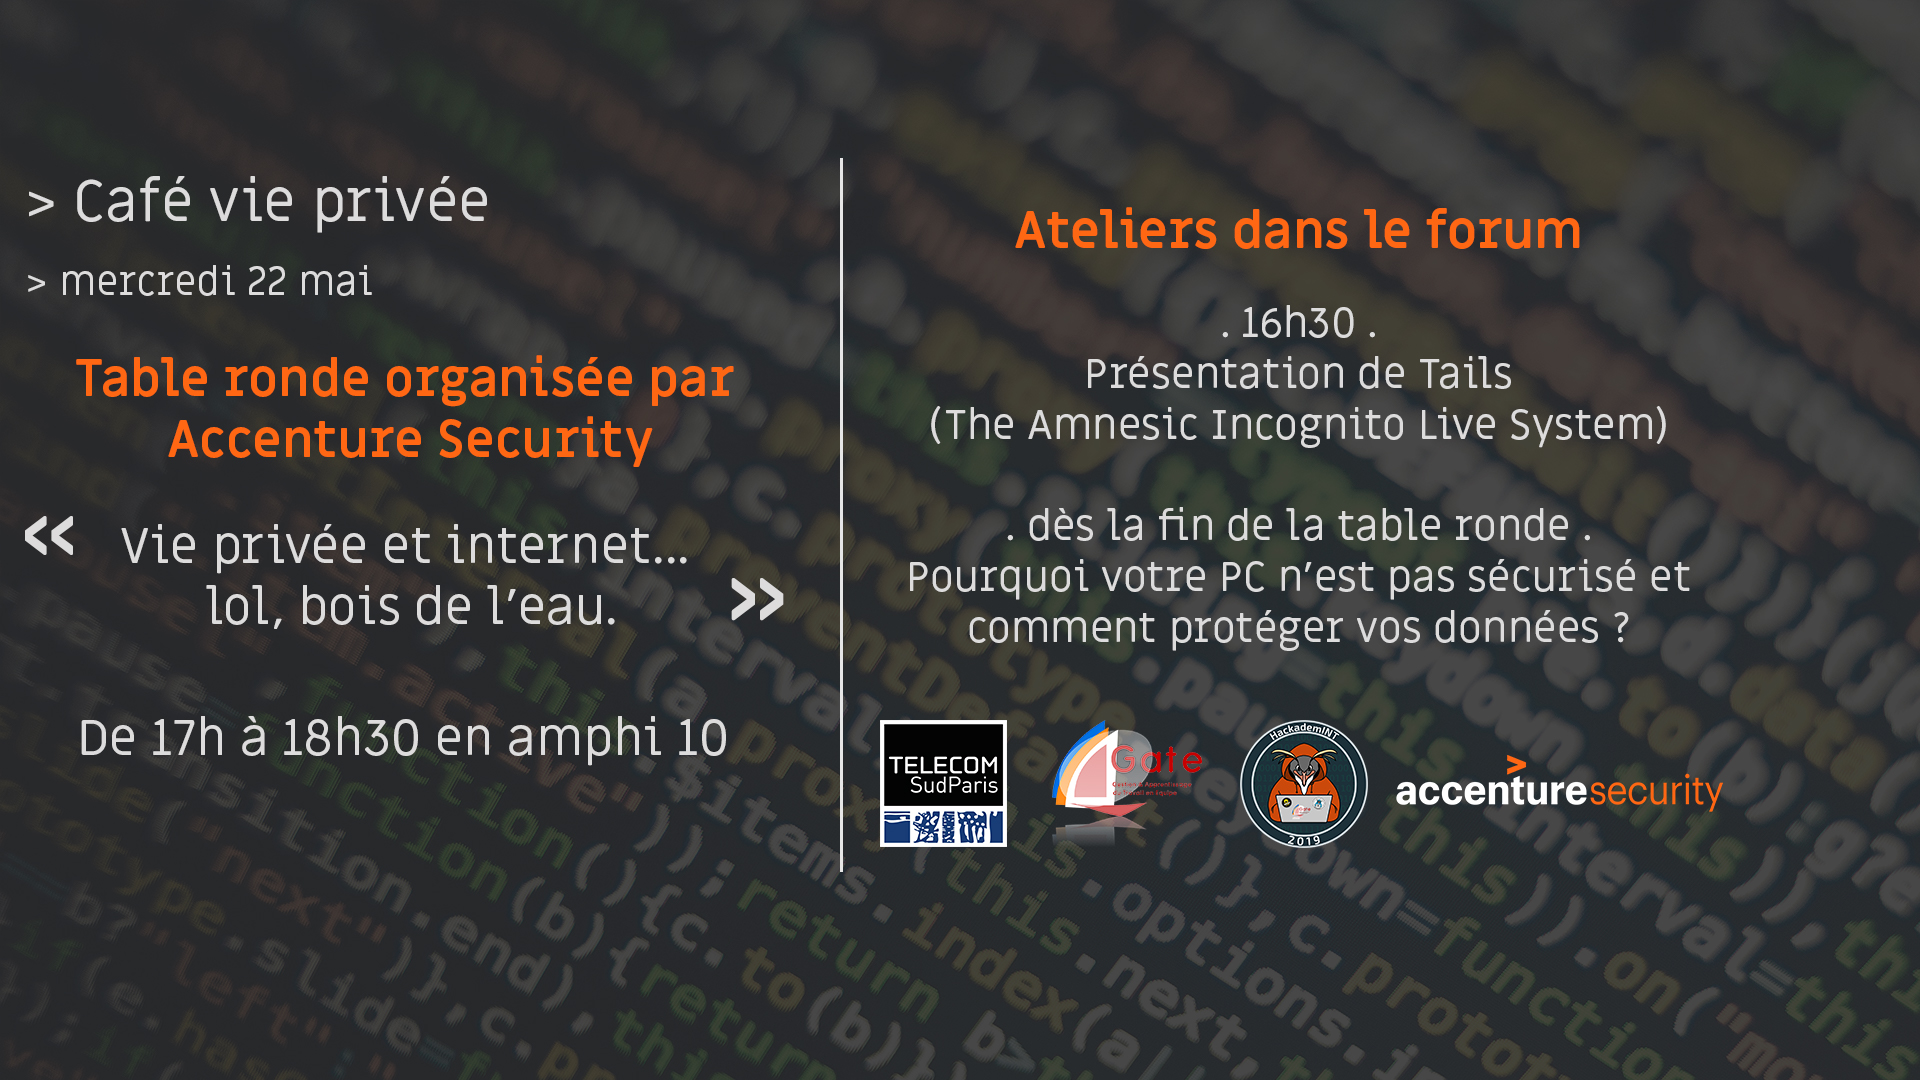 > Café vie privée
> mercredi 22 mai
Table ronde organisée par
Accenture Security
« Vie privée et internet...
lol, bois de l'eau. »
De 17h à 18h30 en amphi 10
Ateliers dans le forum
. 16h30 .
Présentation de Tails
(The Amnesic Incognito Live System)
. dès la fin de la table ronde .
Pourquoi votre PC n'est pas sécurisé et
comment protéger vos données ?
TELECOM
SudParis
Gate
HackademINT
2019
>
accenturesecurity